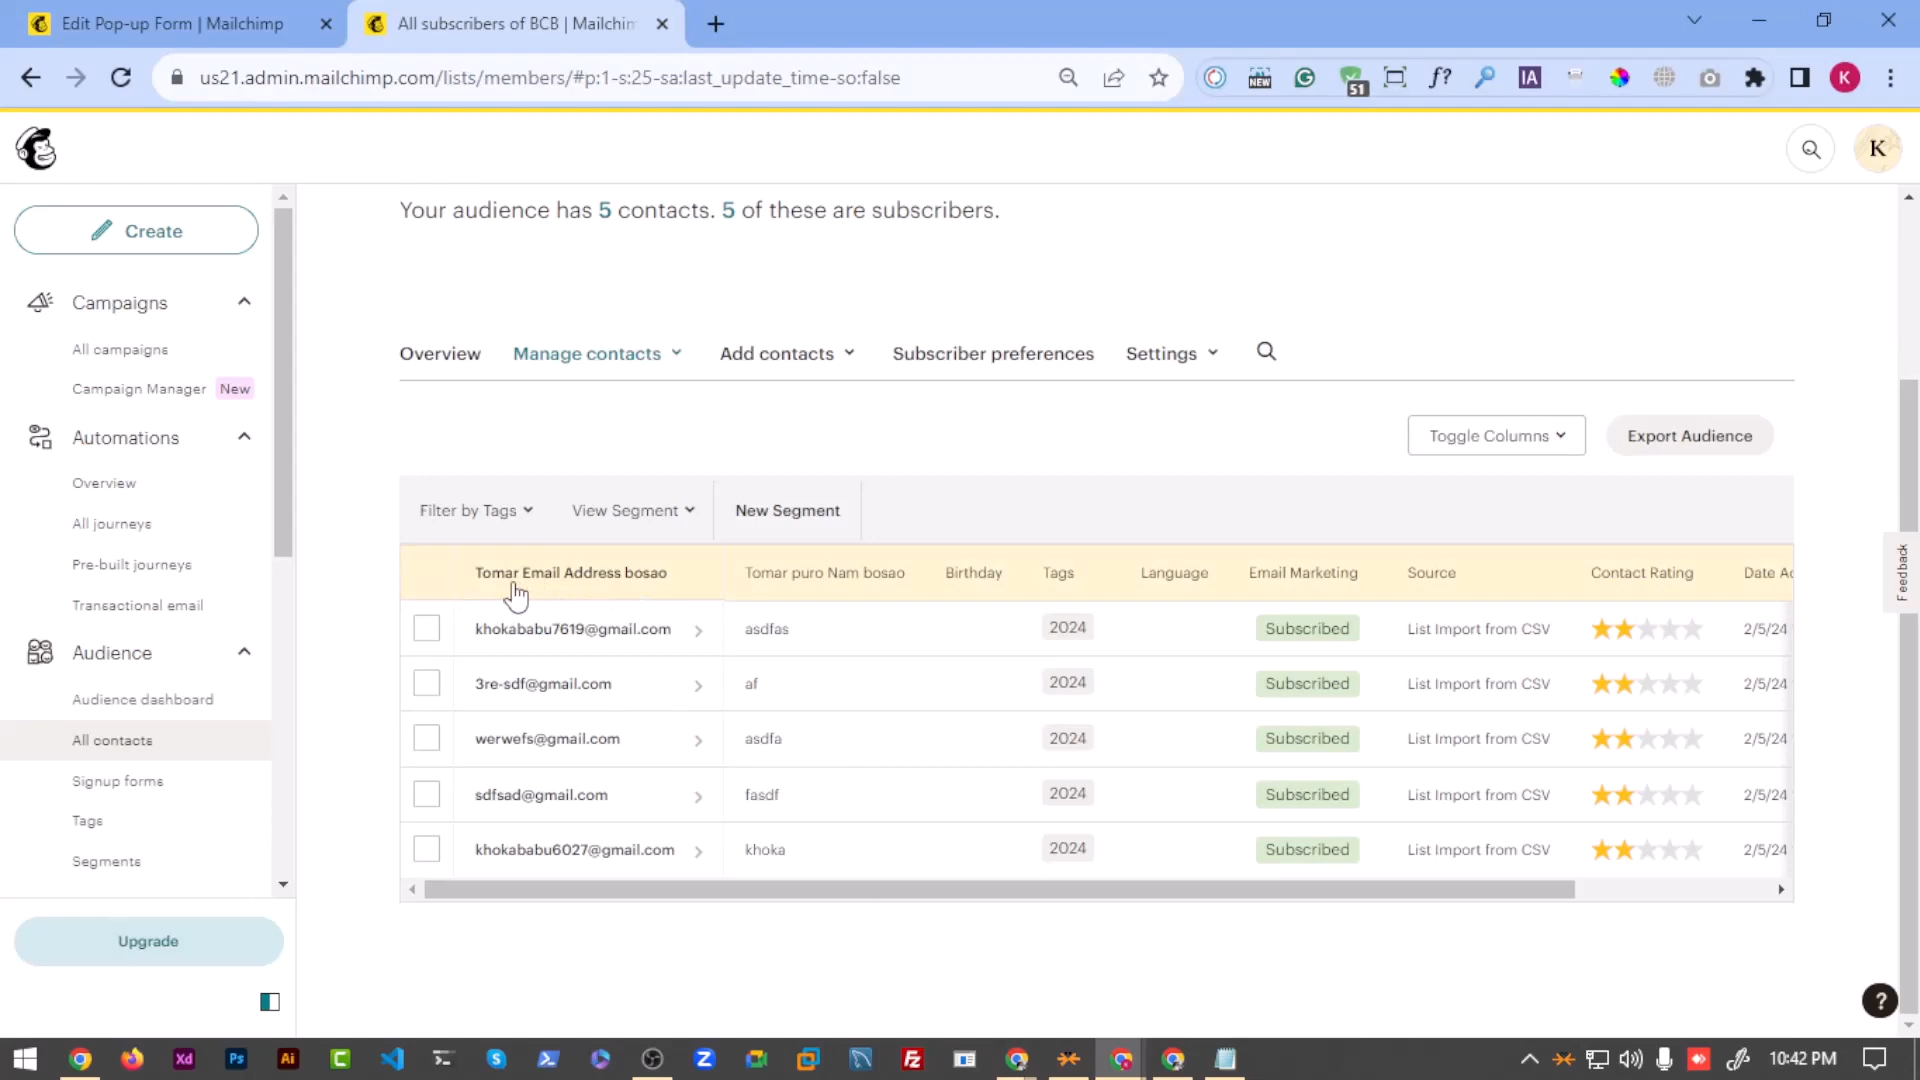 Edit Pop-up Form | Mailchimp
All subscribers of BCB | Mailchim
us21.admin.mailchimp.com/lists/members/#p:1-s:25-sa:last_update_time-so:false
NEW
51
f?
IA
K
K
Create
Campaigns
All campaigns
Campaign Manager New
Automations
Overview
All journeys
Pre-built journeys
Transactional email
Audience
Audience dashboard
All contacts
Signup forms
Tags
Segments
Upgrade
Your audience has 5 contacts. 5 of these are subscribers.
Overview Manage contacts Add contacts Subscriber preferences Settings
Toggle Columns Export Audience
Filter by Tags View Segment New Segment
Tomar Email Address bosao Tomar puro Nam bosao Birthday Tags Language Email Marketing Source Contact Rating Date Ad
khokababu7619@gmail.com asdfas 2024 Subscribed List Import from CSV 2/5/24
3re-sdf@gmail.com af 2024 Subscribed List Import from CSV 2/5/24
werwefs@gmail.com asdfa 2024 Subscribed List Import from CSV 2/5/24
sdfsad@gmail.com fasdf 2024 Subscribed List Import from CSV 2/5/24
khokababu6027@gmail.com khoka 2024 Subscribed List Import from CSV 2/5/24
Feedback
?
Xd Ps Ai C S Z Fz
10:42 PM